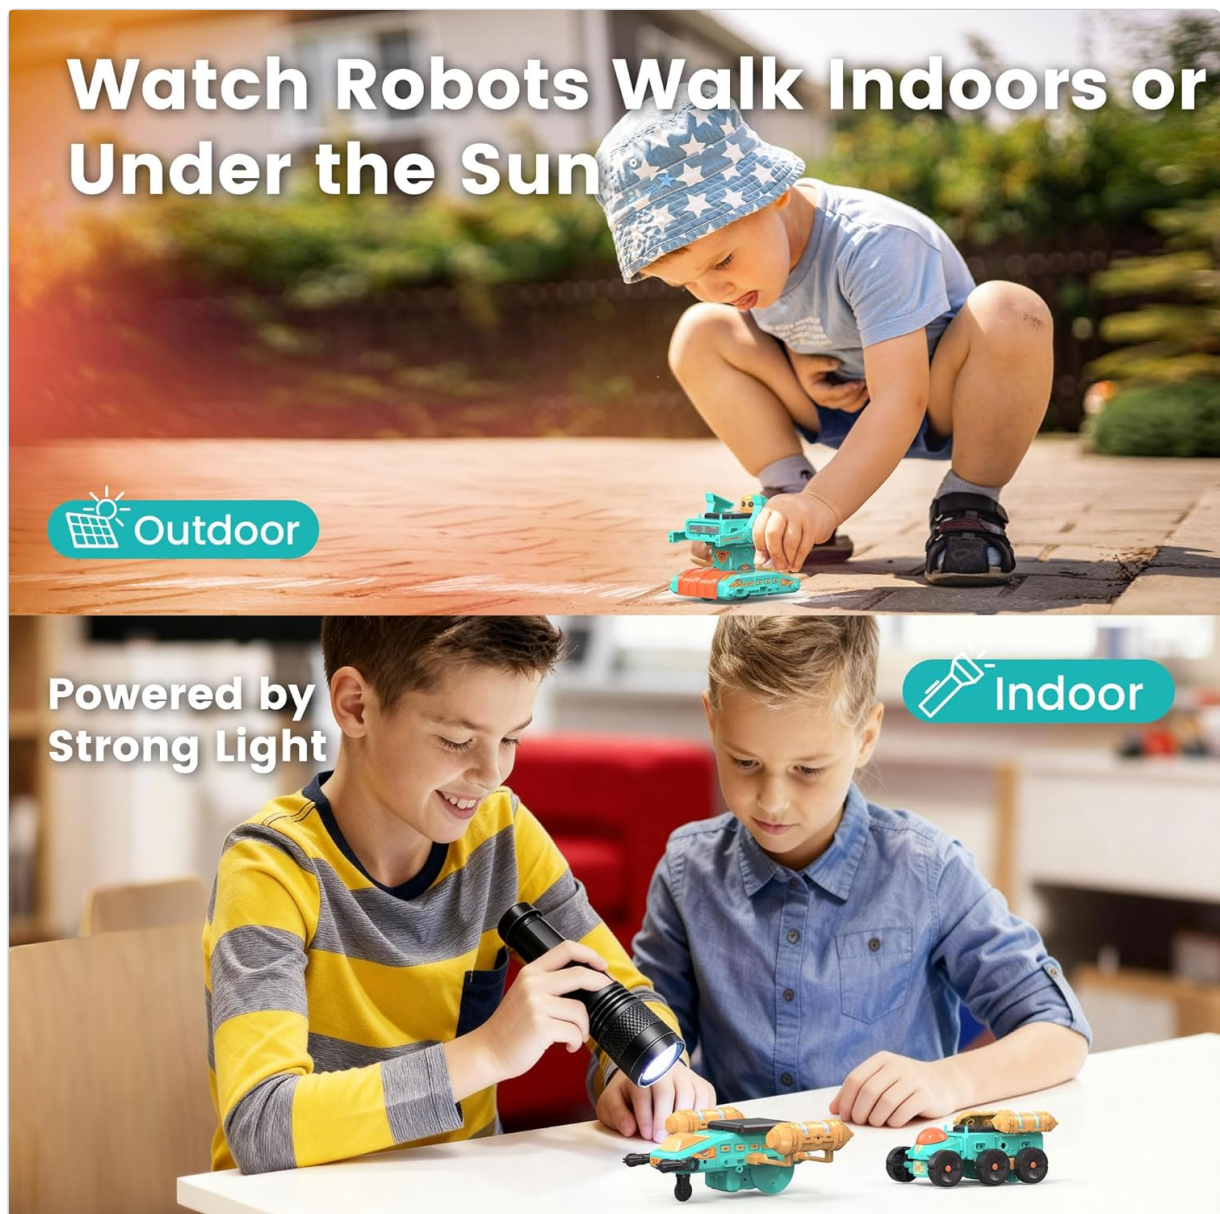 Watch Robots Walk Indoors or
Under the Sun
Outdoor
Powered by
Strong Light
Indoor